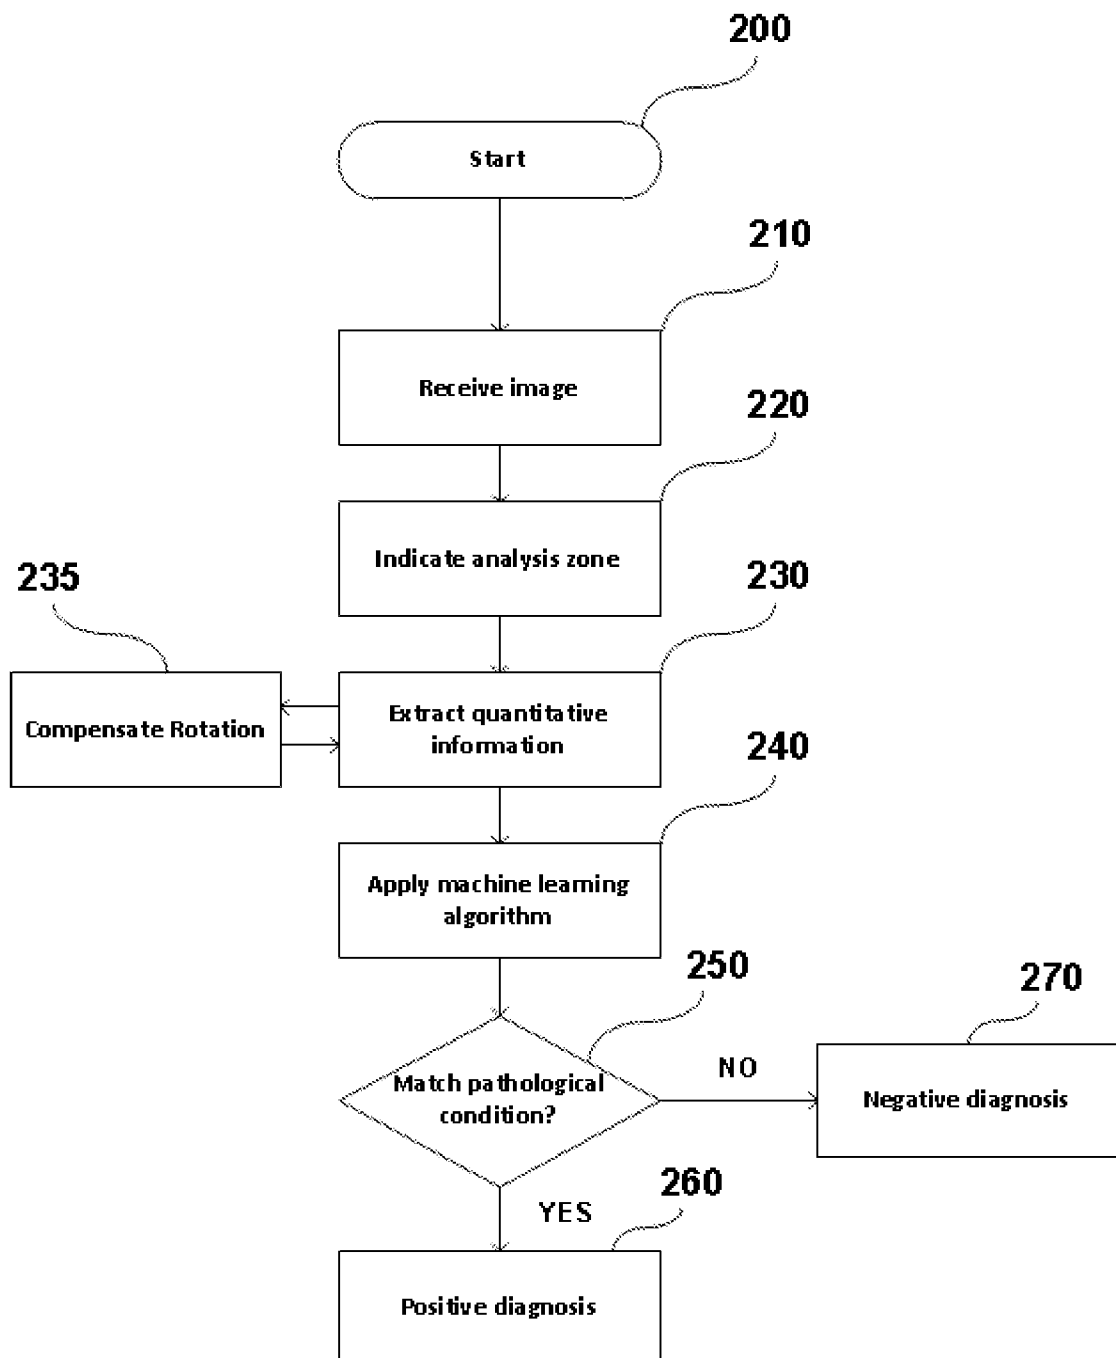 200
Start
210
Receive image
220
Indicate analysis zone
235
230
Compensate Rotation
Extract quantitative
information
240
Apply machine learning
algorithm
250
270
Match pathological
condition?
NO
Negative diagnosis
260
YES
Positive diagnosis